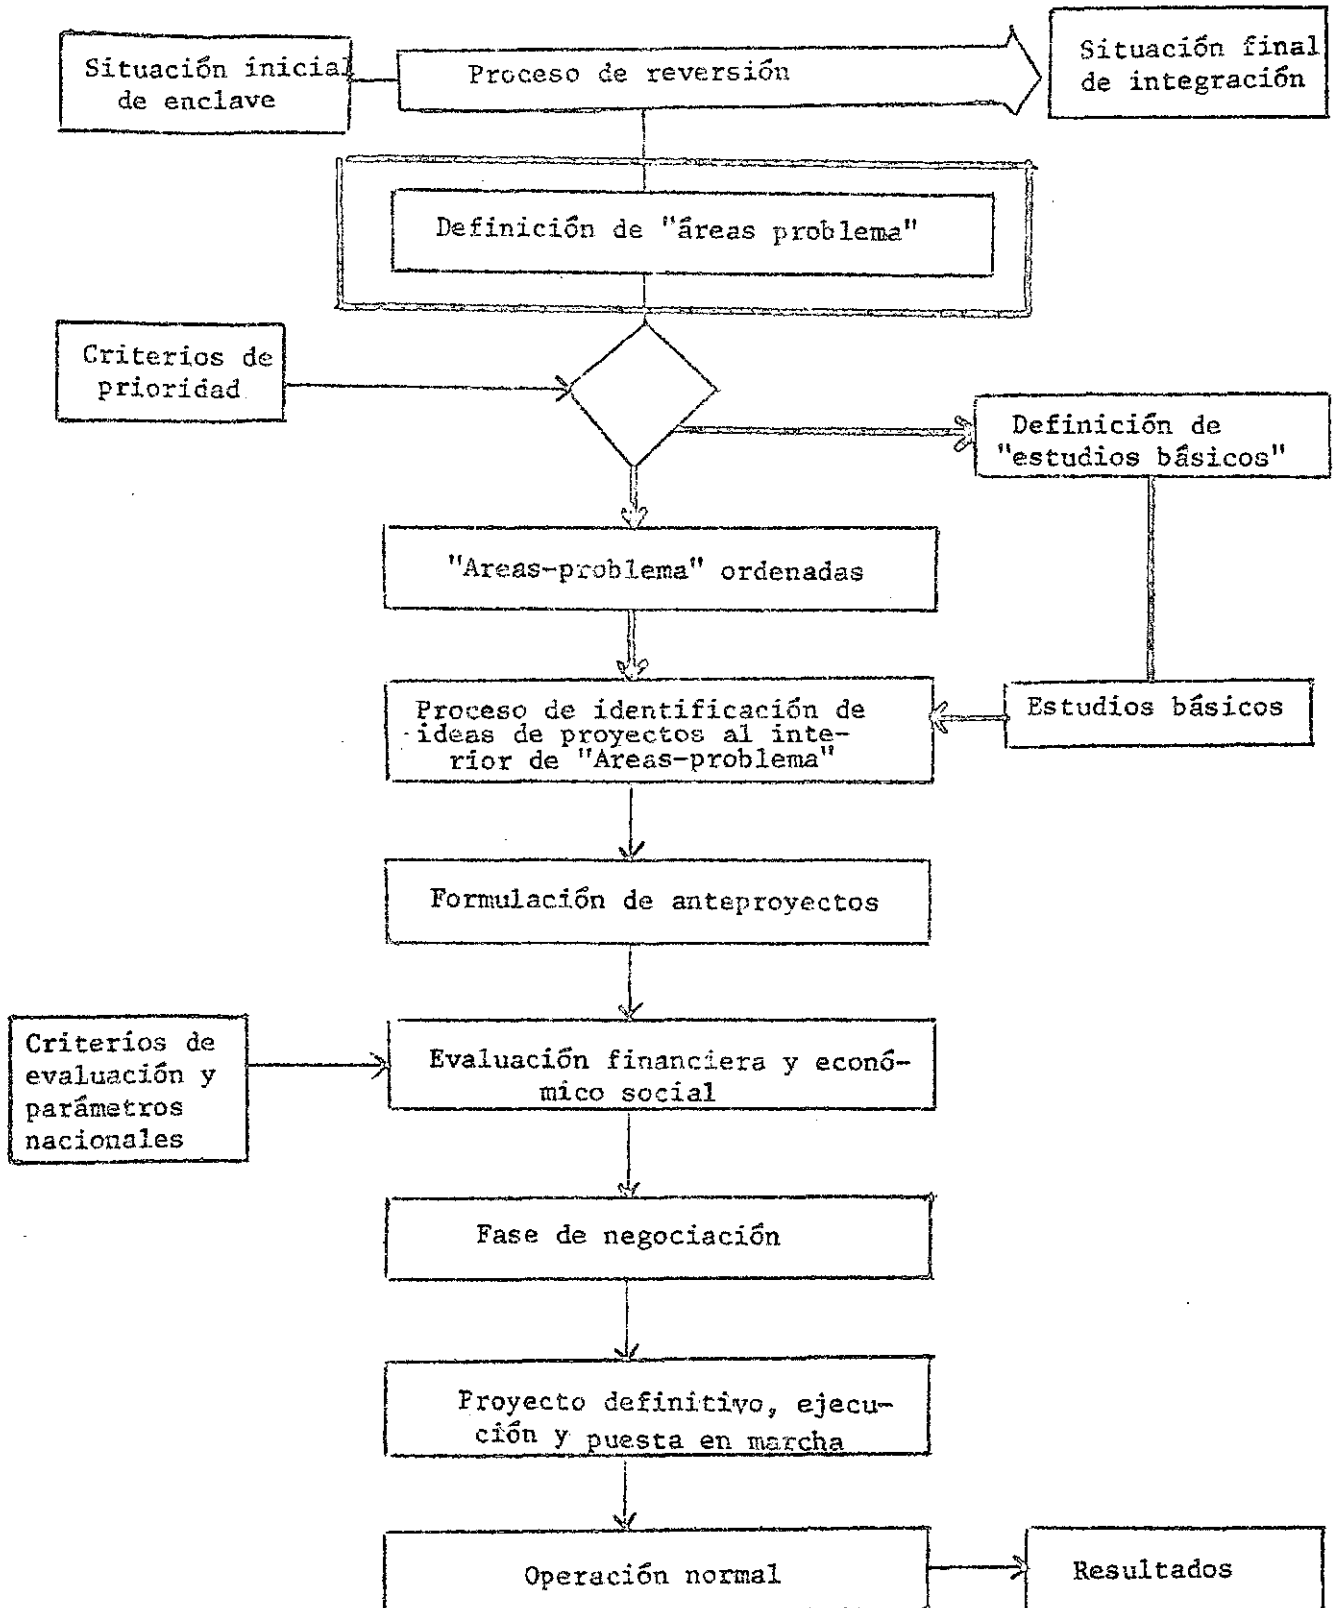 Situación inicial
de enclave
Proceso de reversión
Situación final
de integración
Definición de "áreas problema"
Criterios de
prioridad
Definición de
"estudios básicos"
"Areas-problema" ordenadas
Proceso de identificación de
ideas de proyectos al inte-
rior de "Areas-problema"
Estudios básicos
Formulación de anteproyectos
Criterios de
evaluación y
parámetros
nacionales
Evaluación financiera y econó-
mico social
Fase de negociación
Proyecto definitivo, ejecu-
ción y puesta en marcha
Operación normal
Resultados